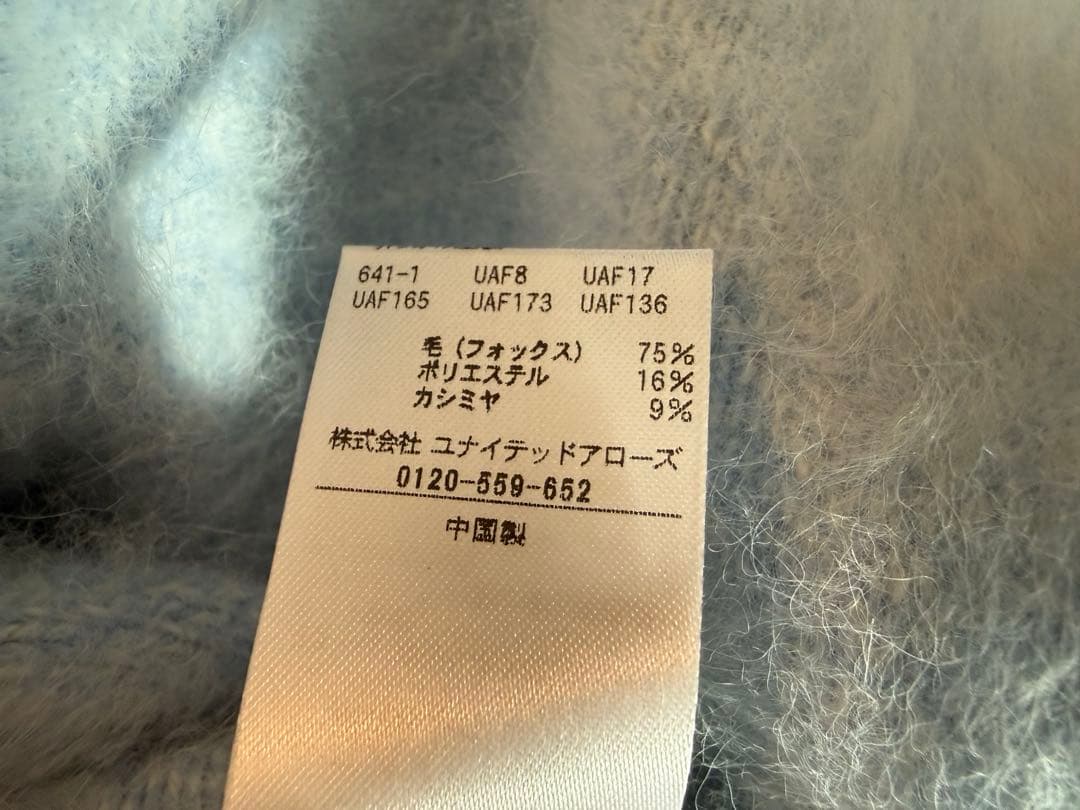 641-1 UAF8 UAF17
UAF165 UAF173 UAF136
毛(フォックス) 75%
ポリエステル 16%
カシミヤ 9%
株式会社 ユナイテッドアローズ
0120-559-652
中国製